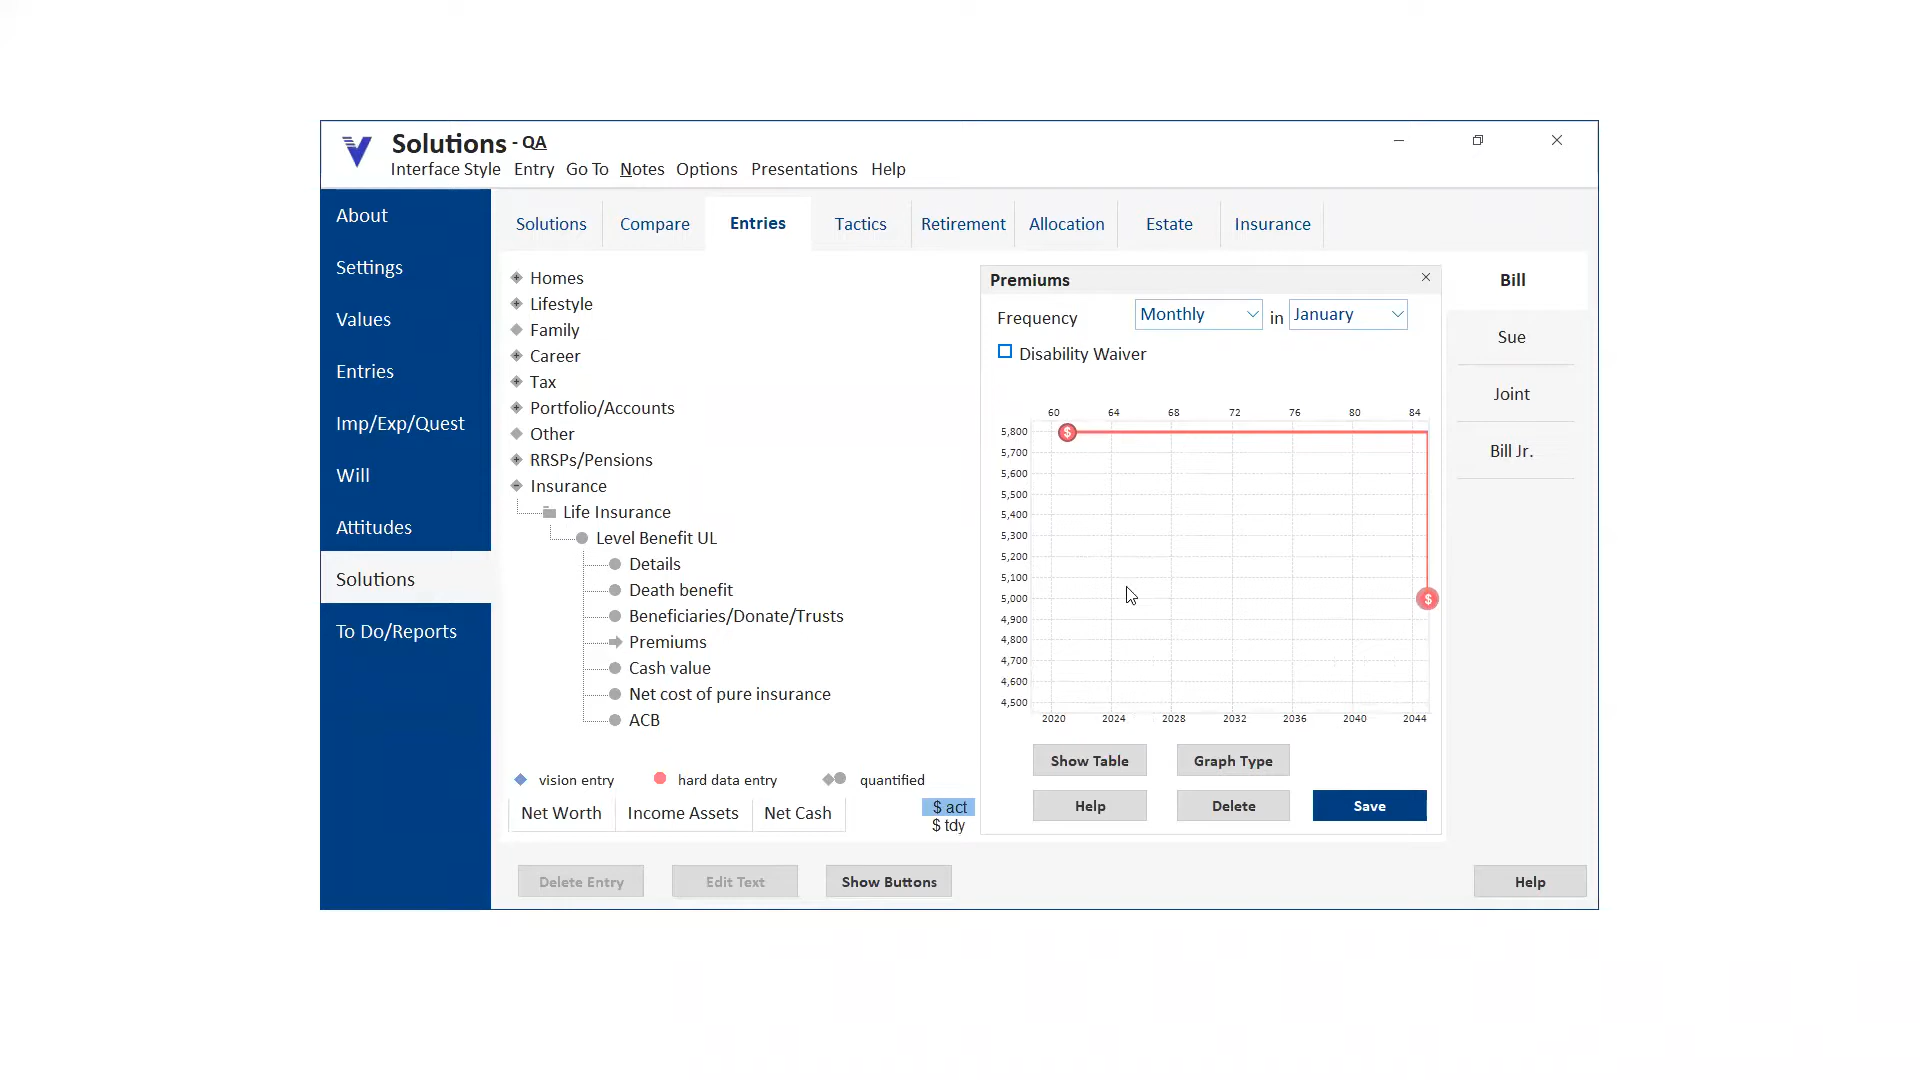 Solutions - QA
Interface Style Entry Go To Notes Options Presentations Help
About
Settings
Values
Entries
Imp/Exp/Quest
Will
Attitudes
Solutions
To Do/Reports
Solutions Compare Entries Tactics Retirement Allocation Estate Insurance
Homes
Lifestyle
Family
Career
Tax
Portfolio/Accounts
Other
RRSPs/Pensions
Insurance
Life Insurance
Level Benefit UL
Details
Death benefit
Beneficiaries/Donate/Trusts
Premiums
Cash value
Net cost of pure insurance
ACB
vision entry hard data entry quantified
Net Worth Income Assets Net Cash
$ act
$ tdy
Premiums
Frequency Monthly in January
Disability Waiver
60 64 68 72 76 80 84
5,800
5,700
5,600
5,500
5,400
5,300
5,200
5,100
5,000
4,900
4,800
4,700
4,600
4,500
$
$
2020 2024 2028 2032 2036 2040 2044
Show Table Graph Type
Help Delete Save
Bill
Sue
Joint
Bill Jr.
Delete Entry Edit Text Show Buttons Help